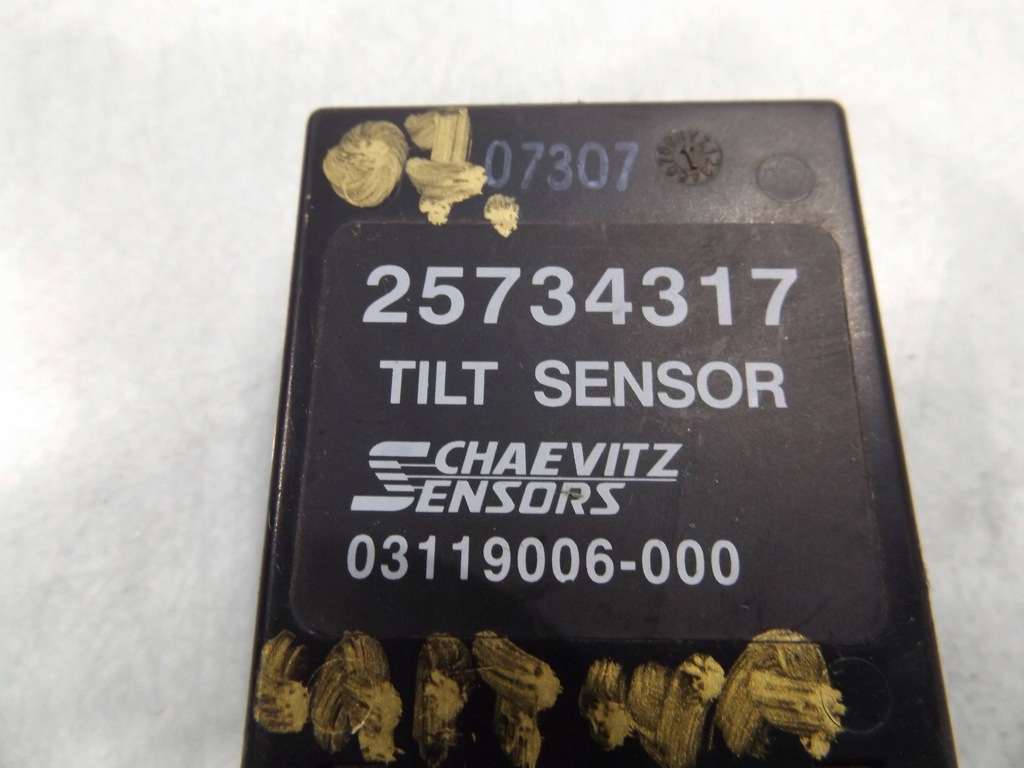 07307
25734317
TILT SENSOR
SCHAEVITZ
SENSORS
03119006-000